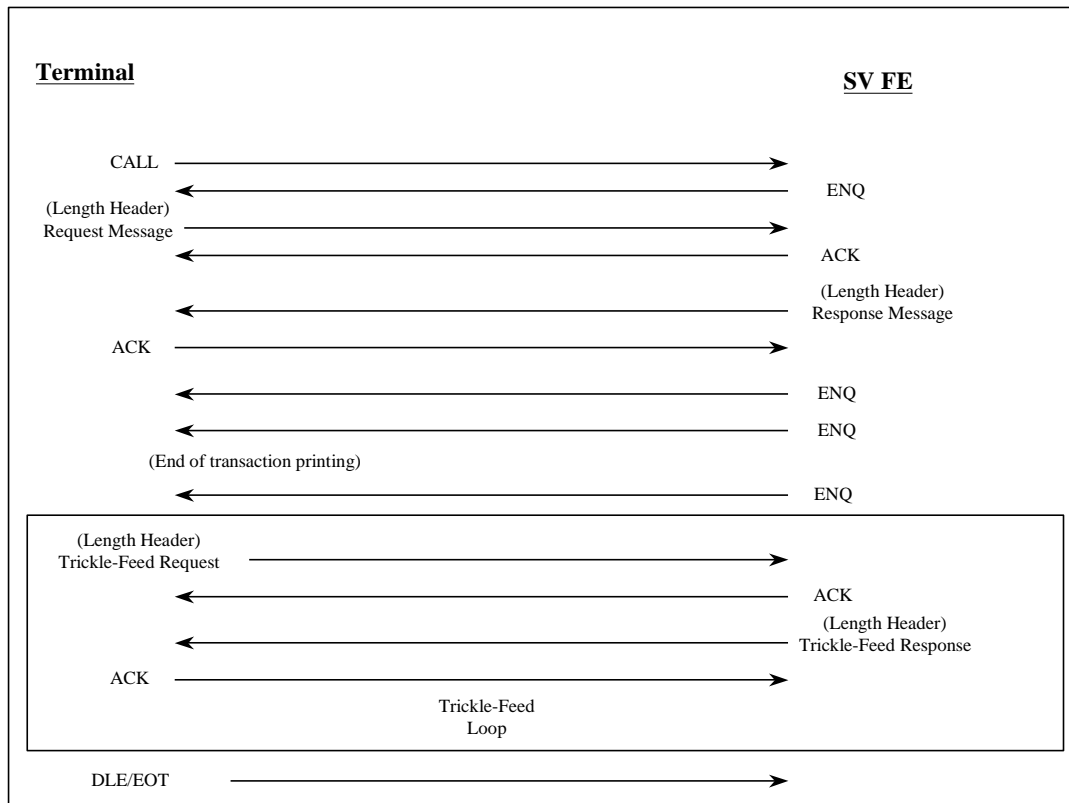 Terminal
SV FE
CALL
ENQ
(Length Header)
Request Message
ACK
(Length Header)
Response Message
ACK
ENQ
ENQ
(End of transaction printing)
ENQ
(Length Header)
Trickle-Feed Request
ACK
(Length Header)
Trickle-Feed Response
ACK
Trickle-Feed
Loop
DLE/EOT